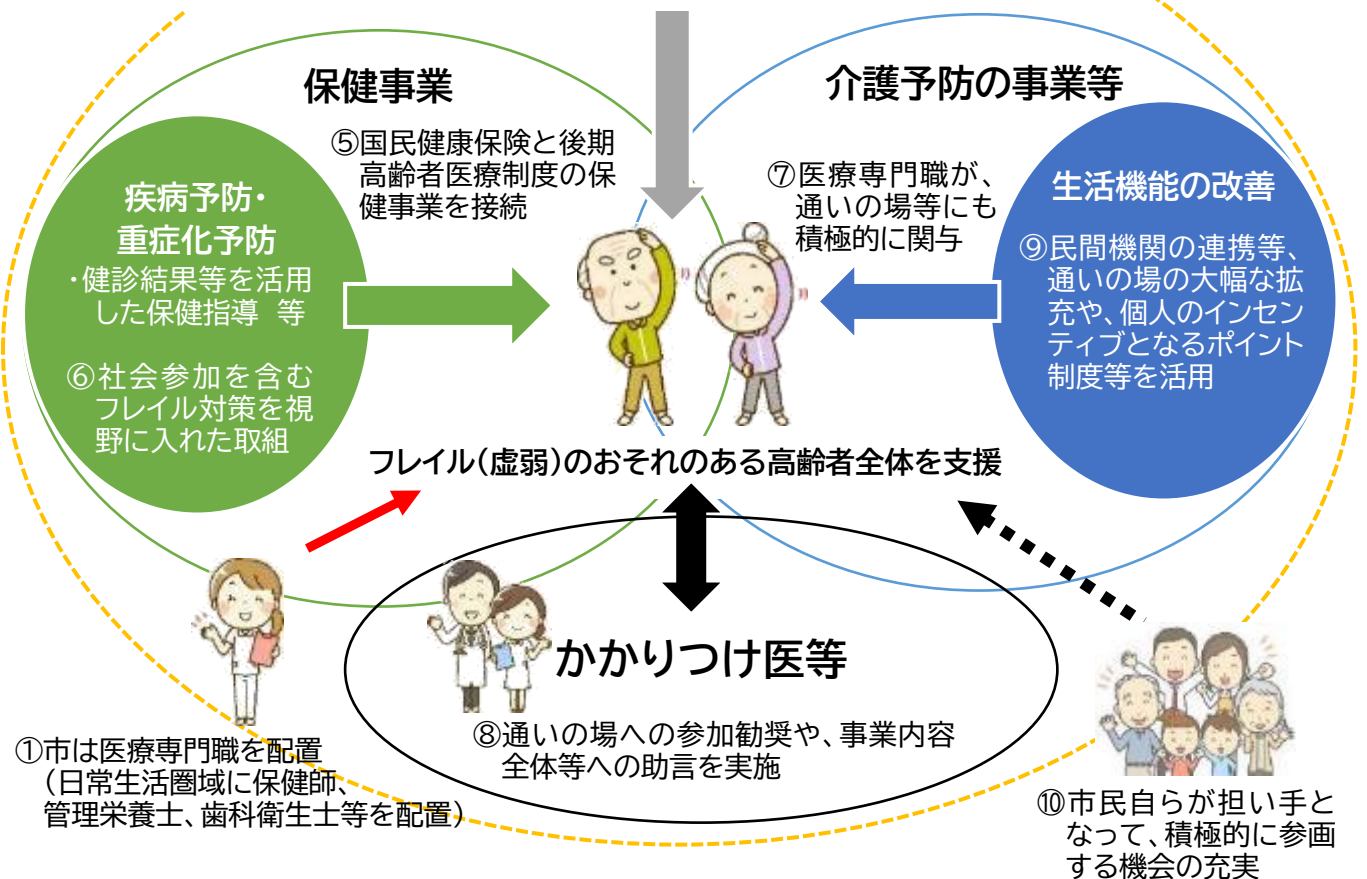 保健事業
介護予防の事業等
⑤国民健康保険と後期
高齢者医療制度の保
健事業を接続
⑦医療専門職が、
通いの場等にも
積極的に関与
疾病予防・
重症化予防
・健診結果等を活用
した保健指導　等
⑥社会参加を含む
フレイル対策を視
野に入れた取組
生活機能の改善
⑨民間機関の連携等、
通いの場の大幅な拡
充や、個人のインセン
ティブとなるポイント
制度等を活用
フレイル(虚弱)のおそれのある高齢者全体を支援
かかりつけ医等
⑧通いの場への参加勧奨や、事業内容
全体等への助言を実施
①市は医療専門職を配置
(日常生活圏域に保健師、
管理栄養士、歯科衛生士等を配置)
⑩市民自らが担い手と
なって、積極的に参画
する機会の充実